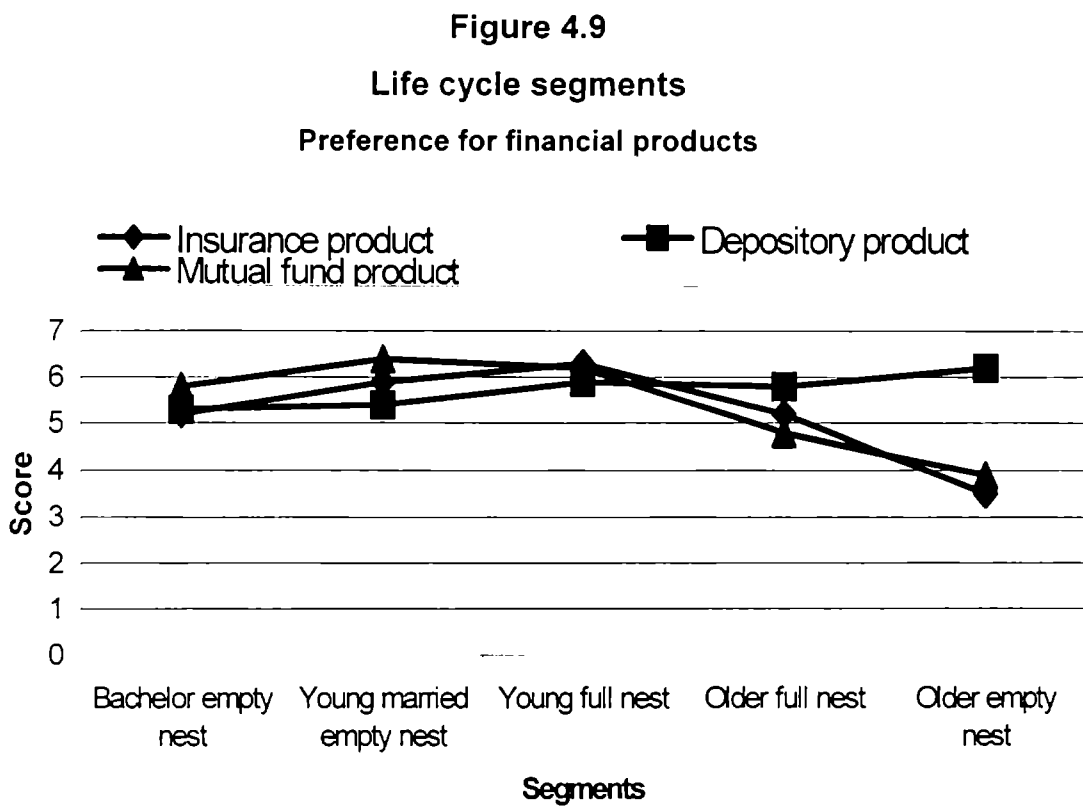 Figure 4.9
Life cycle segments
Preference for financial products
Insurance product
Depository product
Mutual fund product
7
6
5
4
3
2
1
0
Score
Bachelor empty nest
Young married empty nest
Young full nest
Older full nest
Older empty nest
Segments